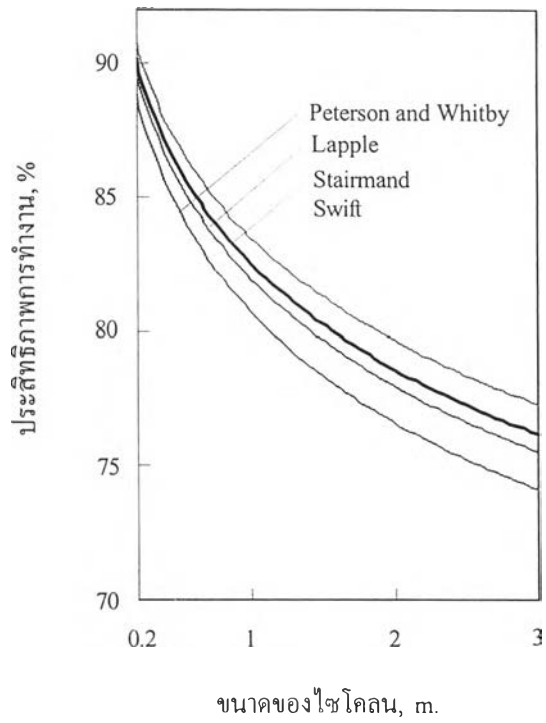 90
85
80
75
70
ประสิทธิภาพการทำงาน, %
Peterson and Whitby
Lapple
Stairmand
Swift
0.2
1
2
3
ขนาดของไซโคลน, m.